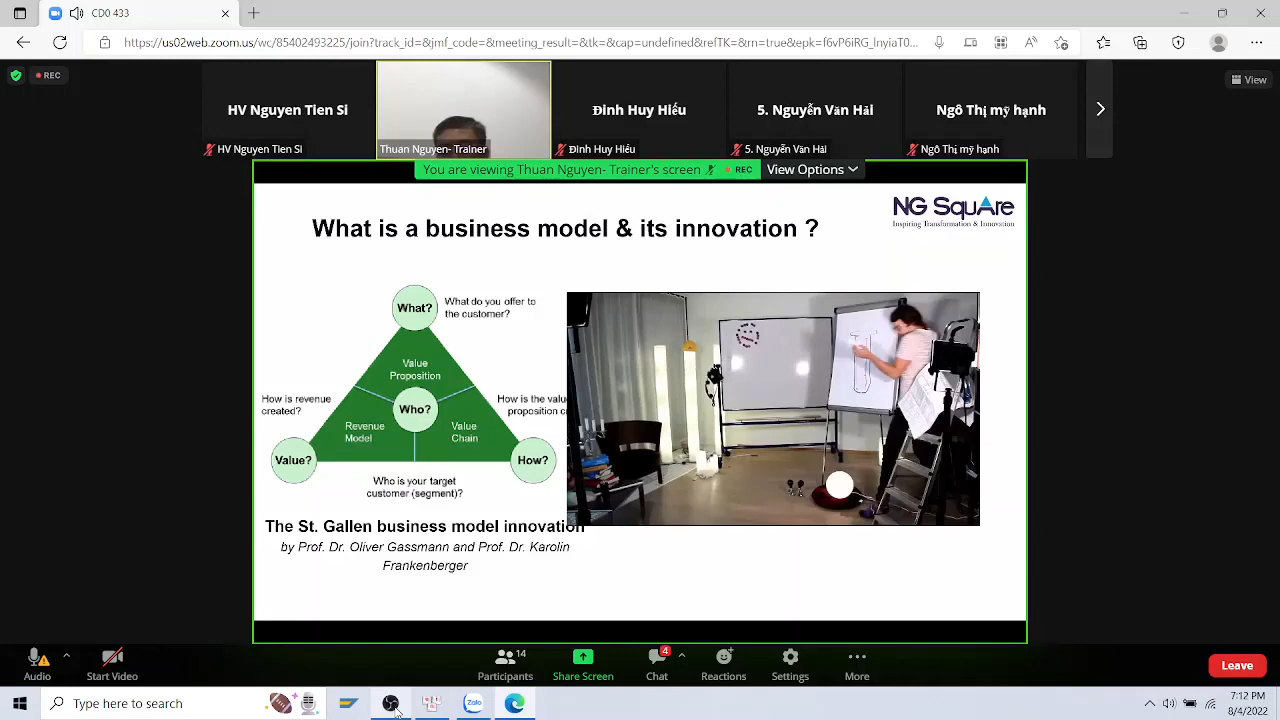 CD0 433
https://us02web.zoom.us/wc/85402493225/join?track_id=&jmf_code=&meeting_result=&tk=&cap=undefined&refTK=&rn=true&epk=f6vP6iRG_lnyiaT0...
REC
View
HV Nguyen Tien Si
Đinh Huy Hiếu
5. Nguyễn Văn Hải
Ngô Thị mỹ hạnh
HV Nguyen Tien Si
Thuan Nguyen- Trainer
Đinh Huy Hiếu
5. Nguyễn Văn Hải
Ngô Thị mỹ hạnh
You are viewing Thuan Nguyen- Trainer's screen
REC
View Options
NG SquAre
Inspiring Transformation & Innovation
What is a business model & its innovation ?
What?
What do you offer to
the customer?
Value
Proposition
How is revenue
created?
Who?
How is the valu
proposition c
Revenue
Model
Value
Chain
Value?
How?
Who is your target
customer (segment)?
The St. Gallen business model innovation
by Prof. Dr. Oliver Gassmann and Prof. Dr. Karolin
Frankenberger
Audio
Start Video
14
Participants
Share Screen
4
Chat
Reactions
Settings
More
Leave
Type here to search
Zalo
7:12 PM
8/4/2022